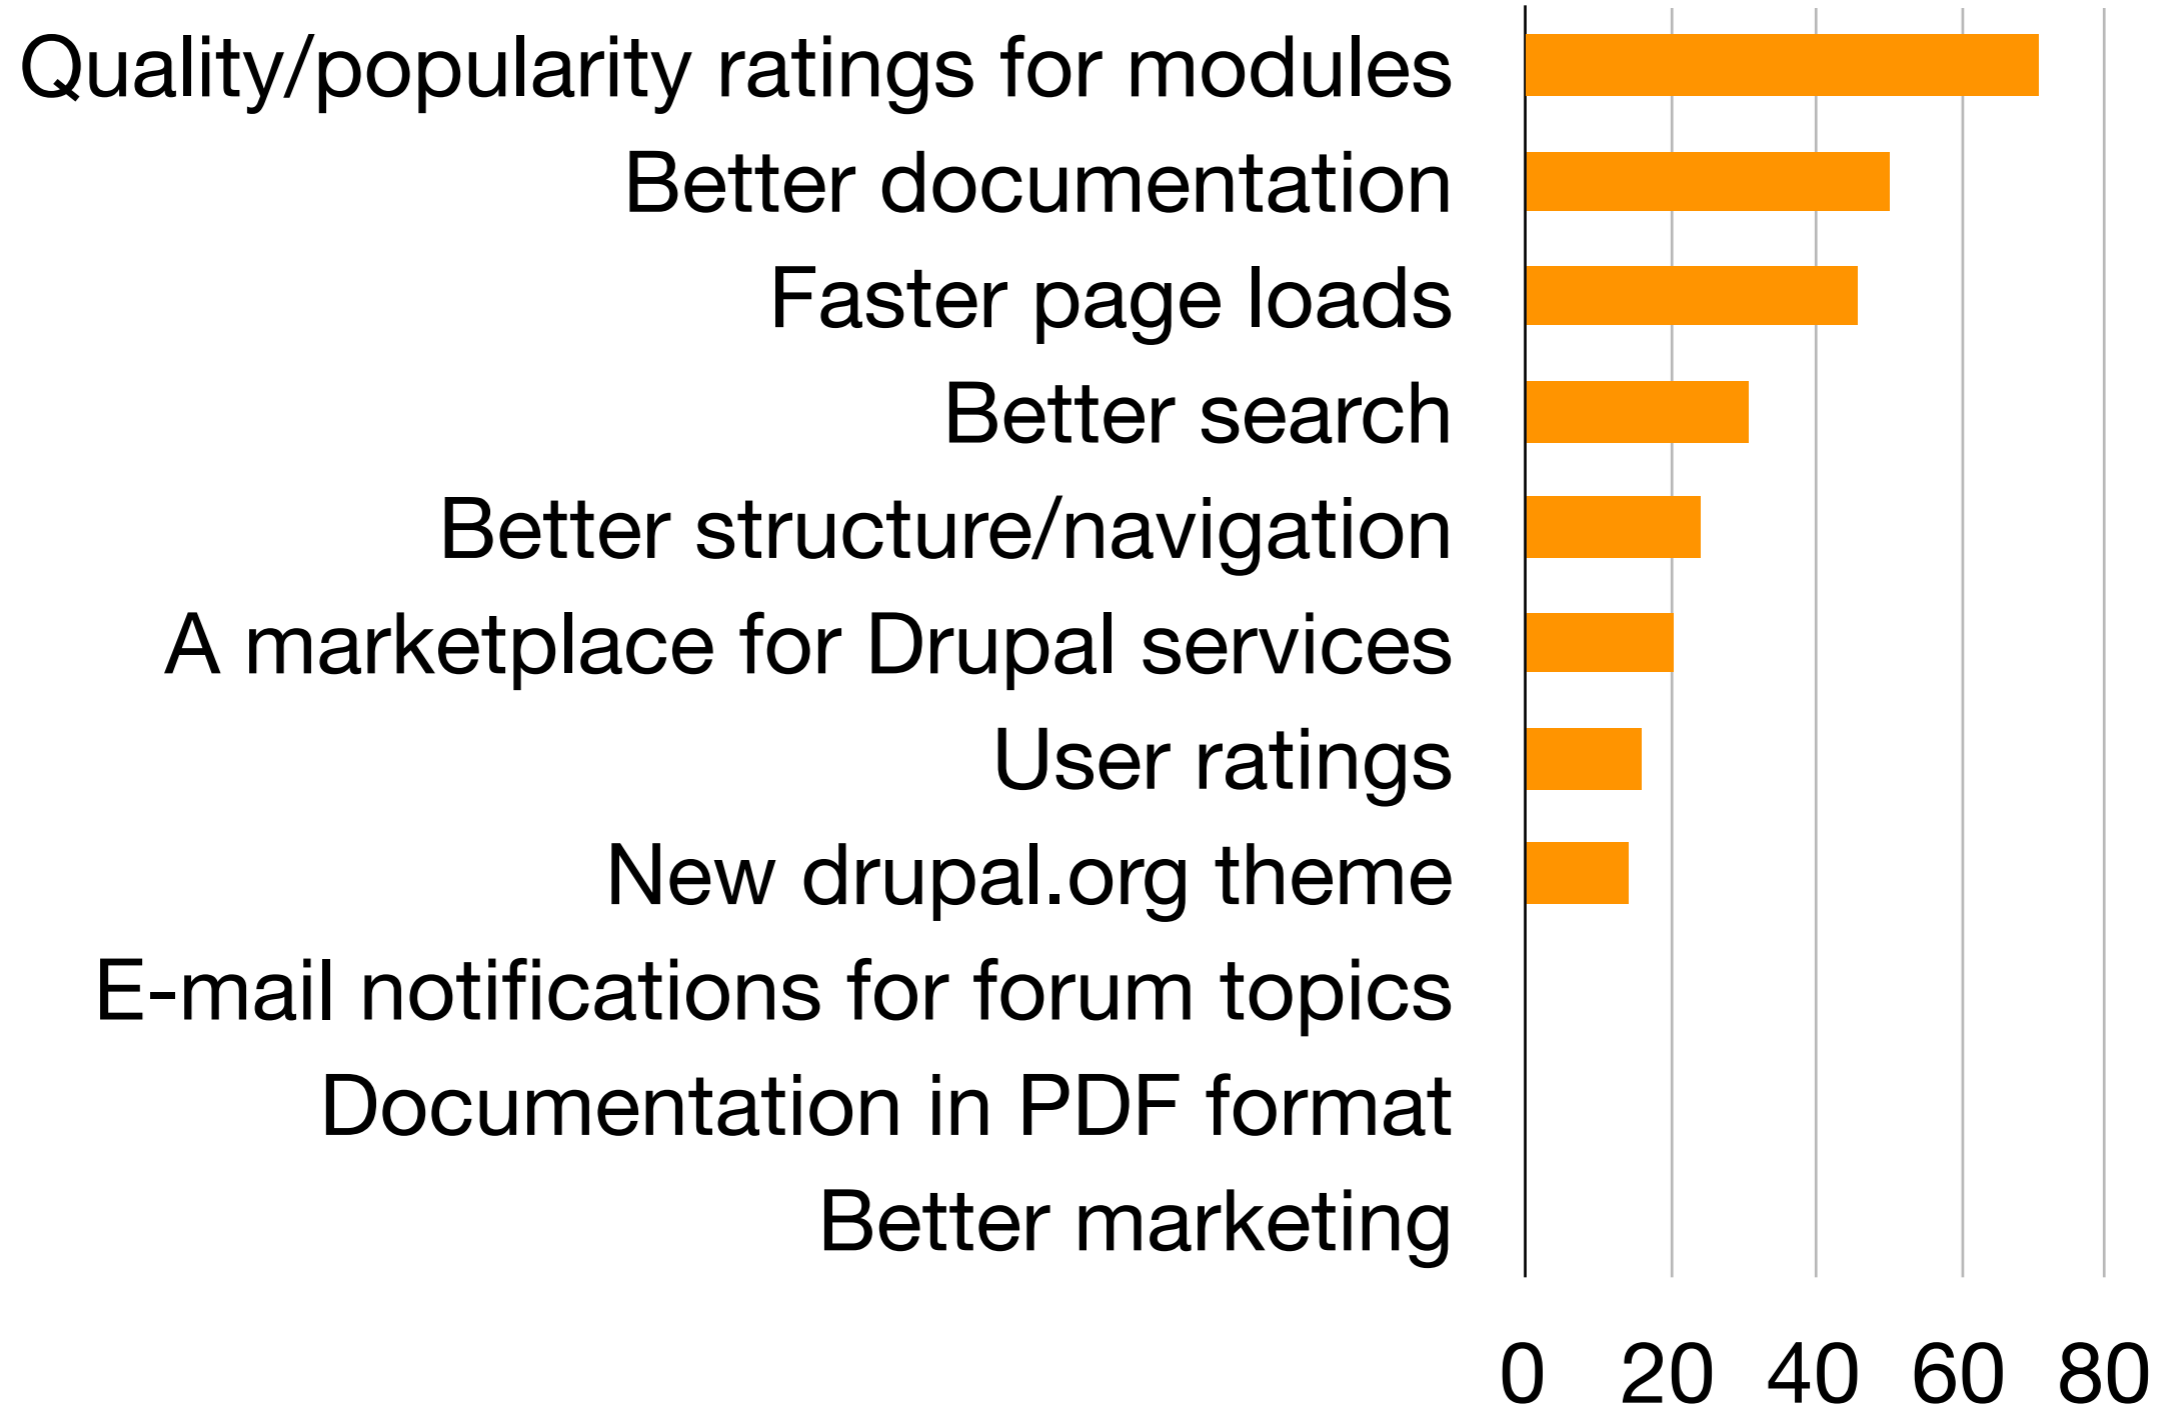 Quality/popularity ratings for modules
Better documentation
Faster page loads
Better search
Better structure/navigation
A marketplace for Drupal services
User ratings
New drupal.org theme
E-mail notifications for forum topics
Documentation in PDF format
Better marketing
0 20 40 60 80